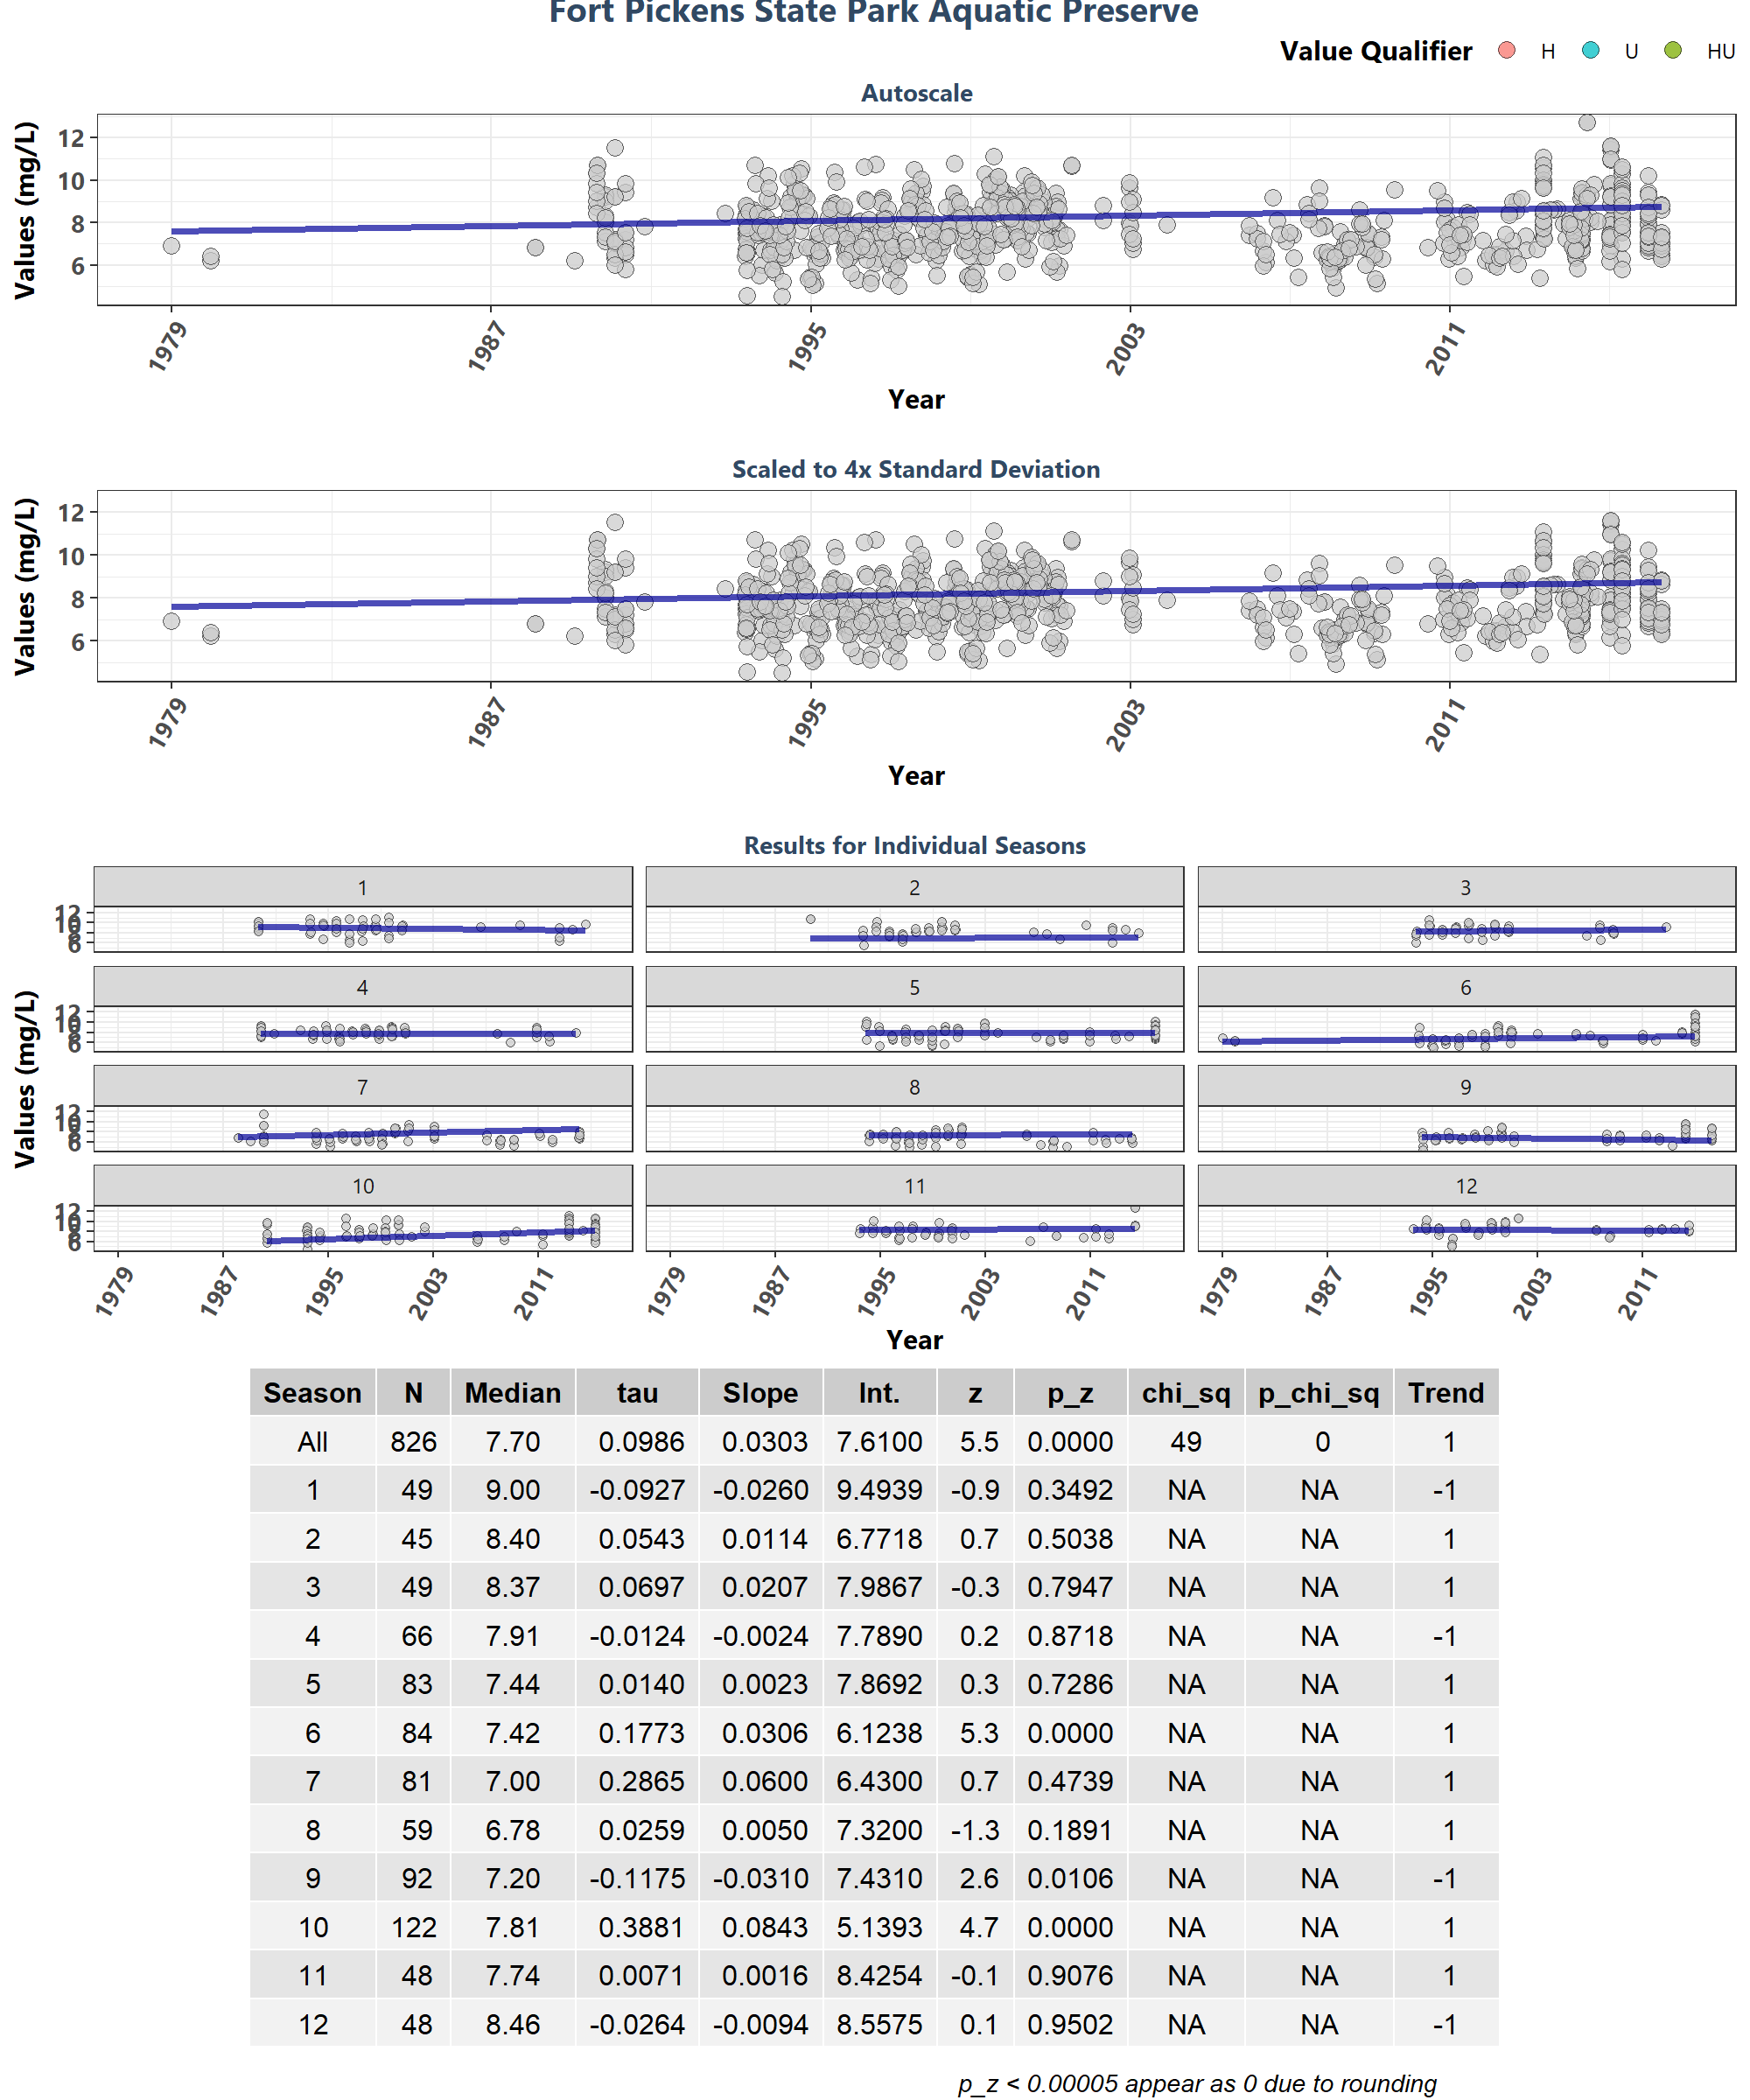 Fort Pickens State Park Aquatic Preserve
Value Qualifier H U HU
Autoscale
Values (mg/L)
12
10
8
6
1979 1987 1995 2003 2011
Year
Scaled to 4x Standard Deviation
Values (mg/L)
12
10
8
6
1979 1987 1995 2003 2011
Year
Results for Individual Seasons
Values (mg/L)
1 2 3
12
10
8
6
4 5 6
12
10
8
6
7 8 9
12
10
8
6
10 11 12
12
10
8
6
1979 1987 1995 2003 2011 1979 1987 1995 2003 2011 1979 1987 1995 2003 2011
Year
Season N Median tau Slope Int. z p_z chi_sq p_chi_sq Trend
All 826 7.70 0.0986 0.0303 7.6100 5.5 0.0000 49 0 1
1 49 9.00 -0.0927 -0.0260 9.4939 -0.9 0.3492 NA NA -1
2 45 8.40 0.0543 0.0114 6.7718 0.7 0.5038 NA NA 1
3 49 8.37 0.0697 0.0207 7.9867 -0.3 0.7947 NA NA 1
4 66 7.91 -0.0124 -0.0024 7.7890 0.2 0.8718 NA NA -1
5 83 7.44 0.0140 0.0023 7.8692 0.3 0.7286 NA NA 1
6 84 7.42 0.1773 0.0306 6.1238 5.3 0.0000 NA NA 1
7 81 7.00 0.2865 0.0600 6.4300 0.7 0.4739 NA NA 1
8 59 6.78 0.0259 0.0050 7.3200 -1.3 0.1891 NA NA 1
9 92 7.20 -0.1175 -0.0310 7.4310 2.6 0.0106 NA NA -1
10 122 7.81 0.3881 0.0843 5.1393 4.7 0.0000 NA NA 1
11 48 7.74 0.0071 0.0016 8.4254 -0.1 0.9076 NA NA 1
12 48 8.46 -0.0264 -0.0094 8.5575 0.1 0.9502 NA NA -1
p_z < 0.00005 appear as 0 due to rounding